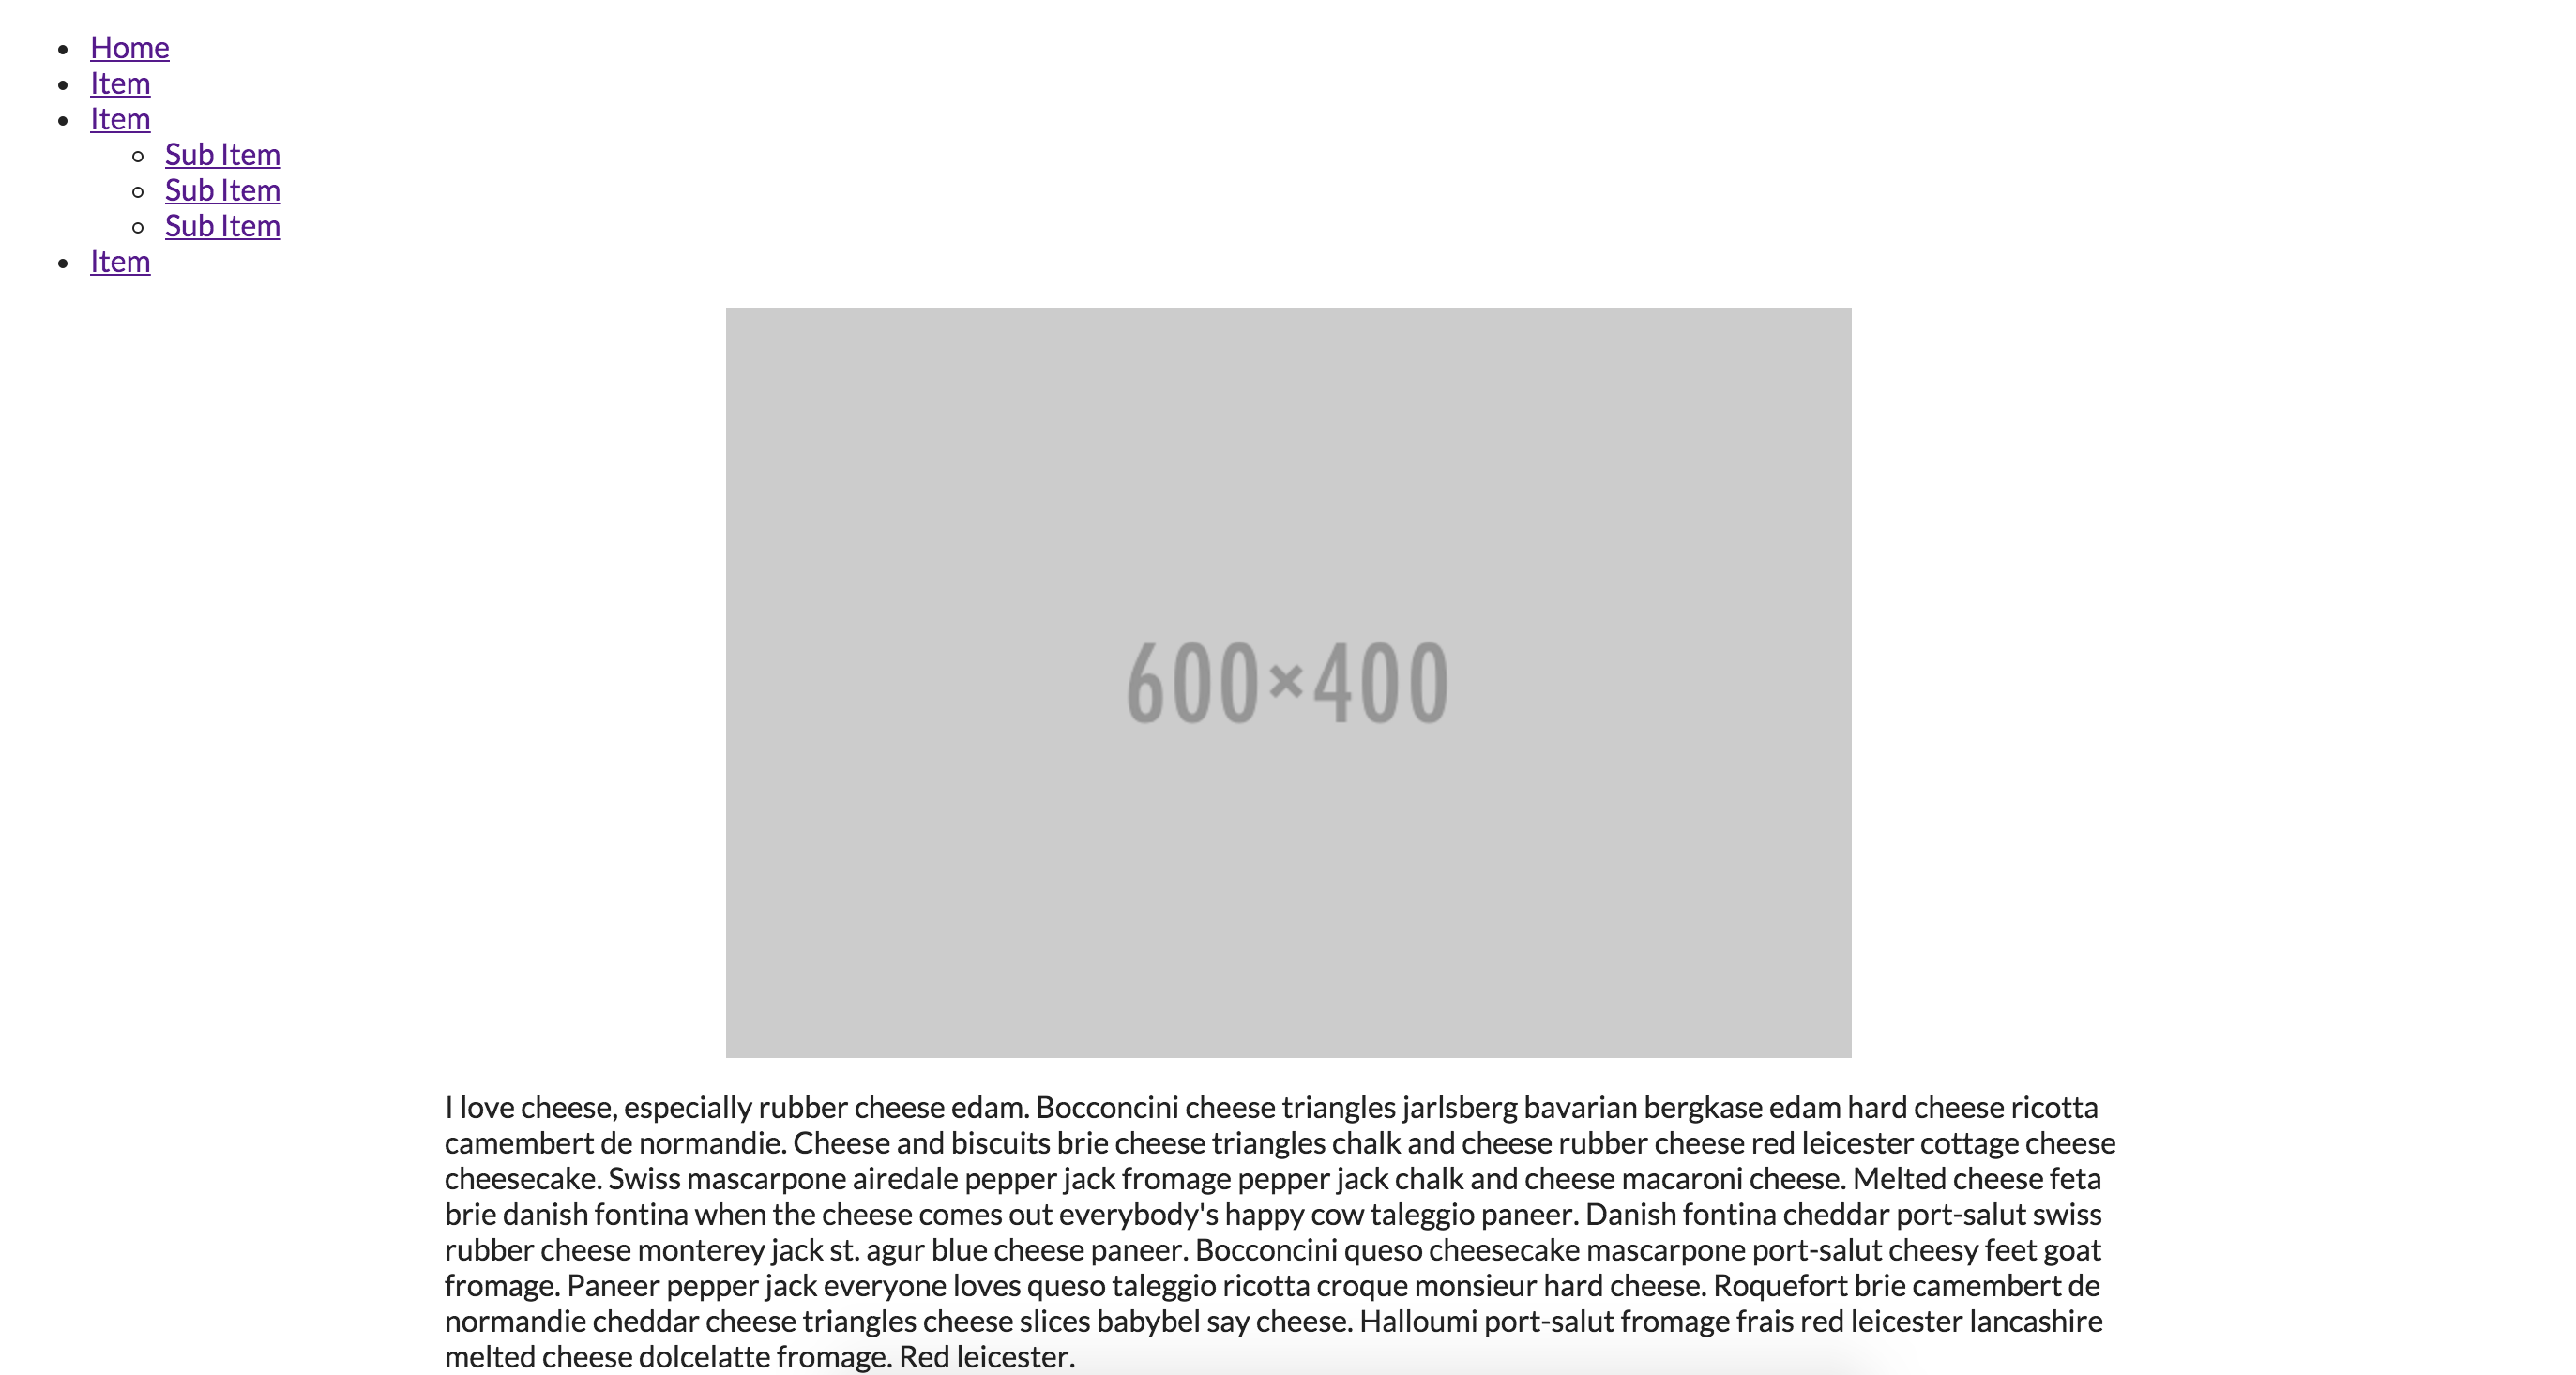 Home
Item
Item
Sub Item
Sub Item
Sub Item
Item
600×400
I love cheese, especially rubber cheese edam. Bocconcini cheese triangles jarlsberg bavarian bergkase edam hard cheese ricotta
camembert de normandie. Cheese and biscuits brie cheese triangles chalk and cheese rubber cheese red leicester cottage cheese
cheesecake. Swiss mascarpone airedale pepper jack fromage pepper jack chalk and cheese macaroni cheese. Melted cheese feta
brie danish fontina when the cheese comes out everybody's happy cow taleggio paneer. Danish fontina cheddar port-salut swiss
rubber cheese monterey jack st. agur blue cheese paneer. Bocconcini queso cheesecake mascarpone port-salut cheesy feet goat
fromage. Paneer pepper jack everyone loves queso taleggio ricotta croque monsieur hard cheese. Roquefort brie camembert de
normandie cheddar cheese triangles cheese slices babybel say cheese. Halloumi port-salut fromage frais red leicester lancashire
melted cheese dolcelatte fromage. Red leicester.